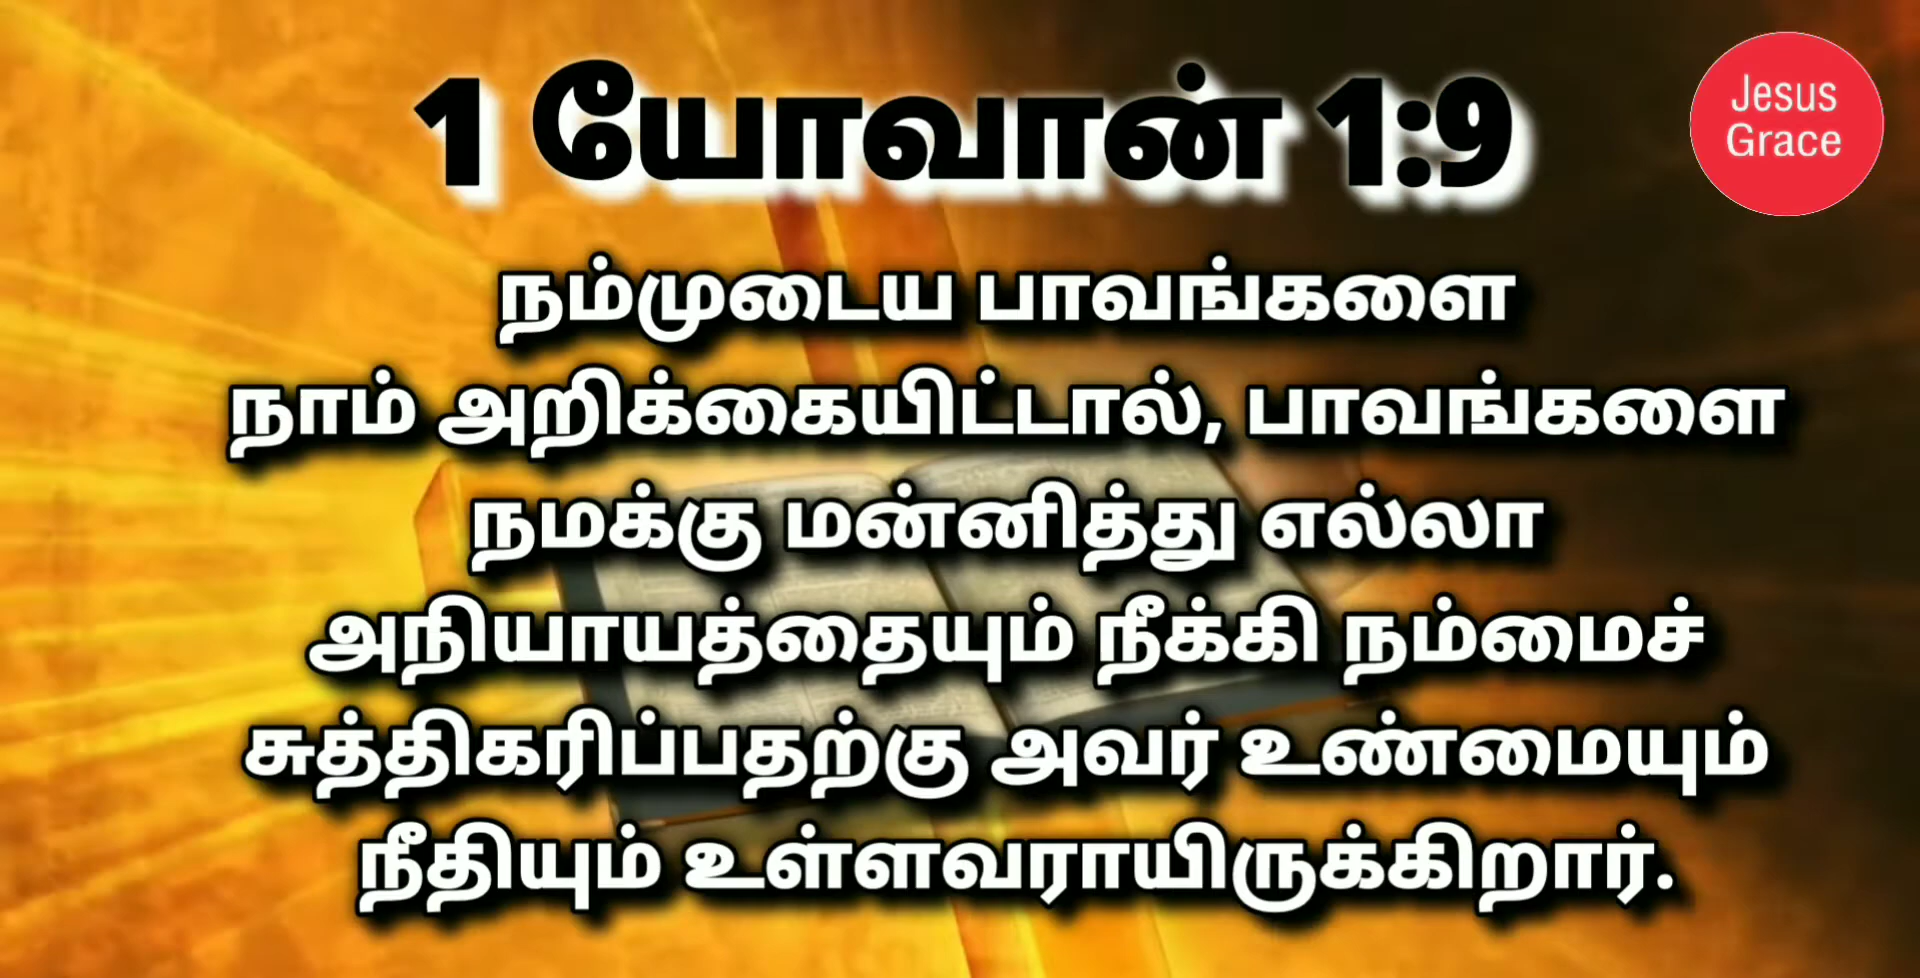 1 யோவான் 1:9
Jesus
Grace
நம்முடைய பாவங்களை
நாம் அறிக்கையிட்டால், பாவங்களை
நமக்கு மன்னித்து எல்லா
அநியாயத்தையும் நீக்கி நம்மைச்
சுத்திகரிப்பதற்கு அவர் உண்மையும்
நீதியும் உள்ளவராயிருக்கிறார்.